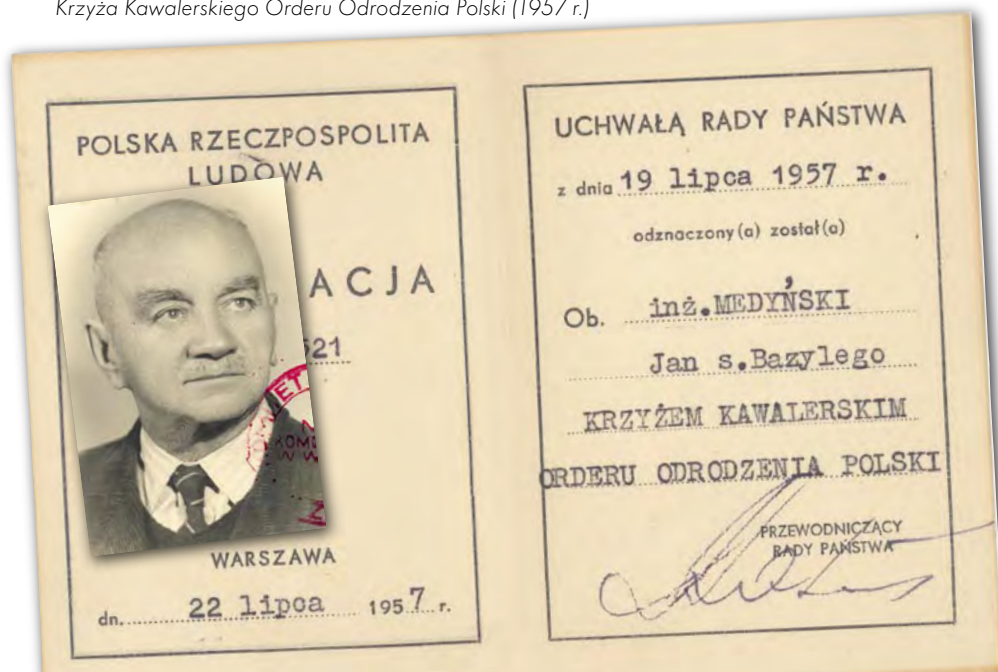 Krzyża Kawalerskiego Orderu Odrodzenia Polski (1957 r.)
POLSKA RZECZPOSPOLITA
LUDOWA
ACJA
521
WARSZAWA
dn. 22 lipca 1957 r.
UCHWAŁĄ RADY PAŃSTWA
z dnia 19 lipca 1957 r.
odznaczony(a) został(a)
Ob. inż.MEDYŃSKI
Jan s.Bazylego
KRZYŻEM KAWALERSKIM
ORDERU ODRODZENIA POLSKI
PRZEWODNICZĄCY
RADY PAŃSTWA